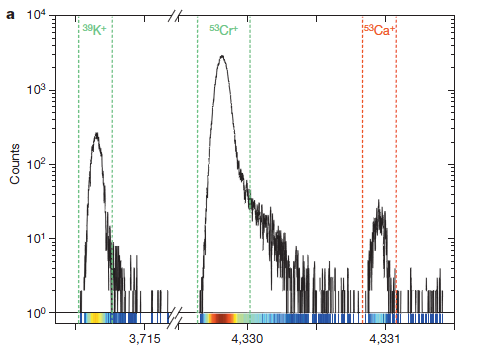 a
10⁴
³⁹K⁺
⁵³Cr⁺
⁵³Ca⁺
10³
Counts
10²
10¹
10⁰
3,715
4,330
4,331